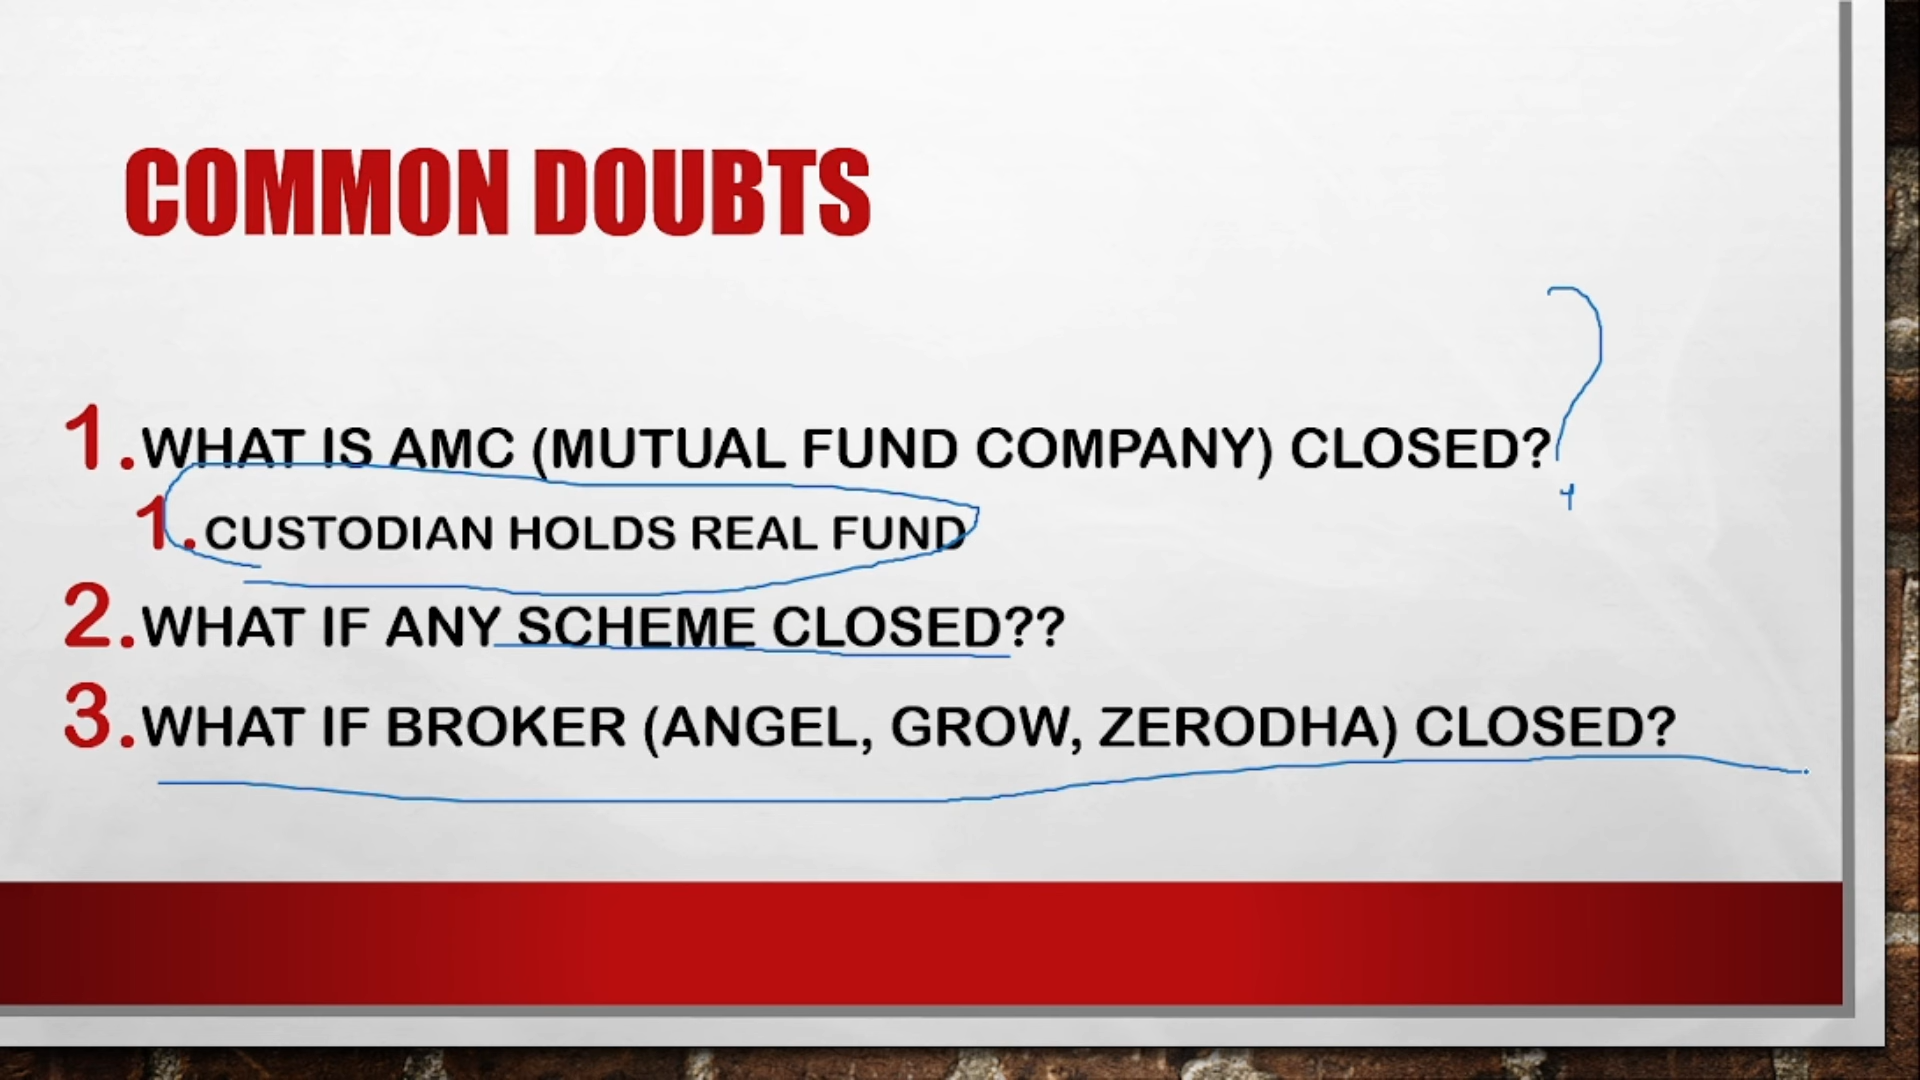 COMMON DOUBTS
1.WHAT IS AMC (MUTUAL FUND COMPANY) CLOSED?
1. CUSTODIAN HOLDS REAL FUND
2.WHAT IF ANY SCHEME CLOSED??
3.WHAT IF BROKER (ANGEL, GROW, ZERODHA) CLOSED?